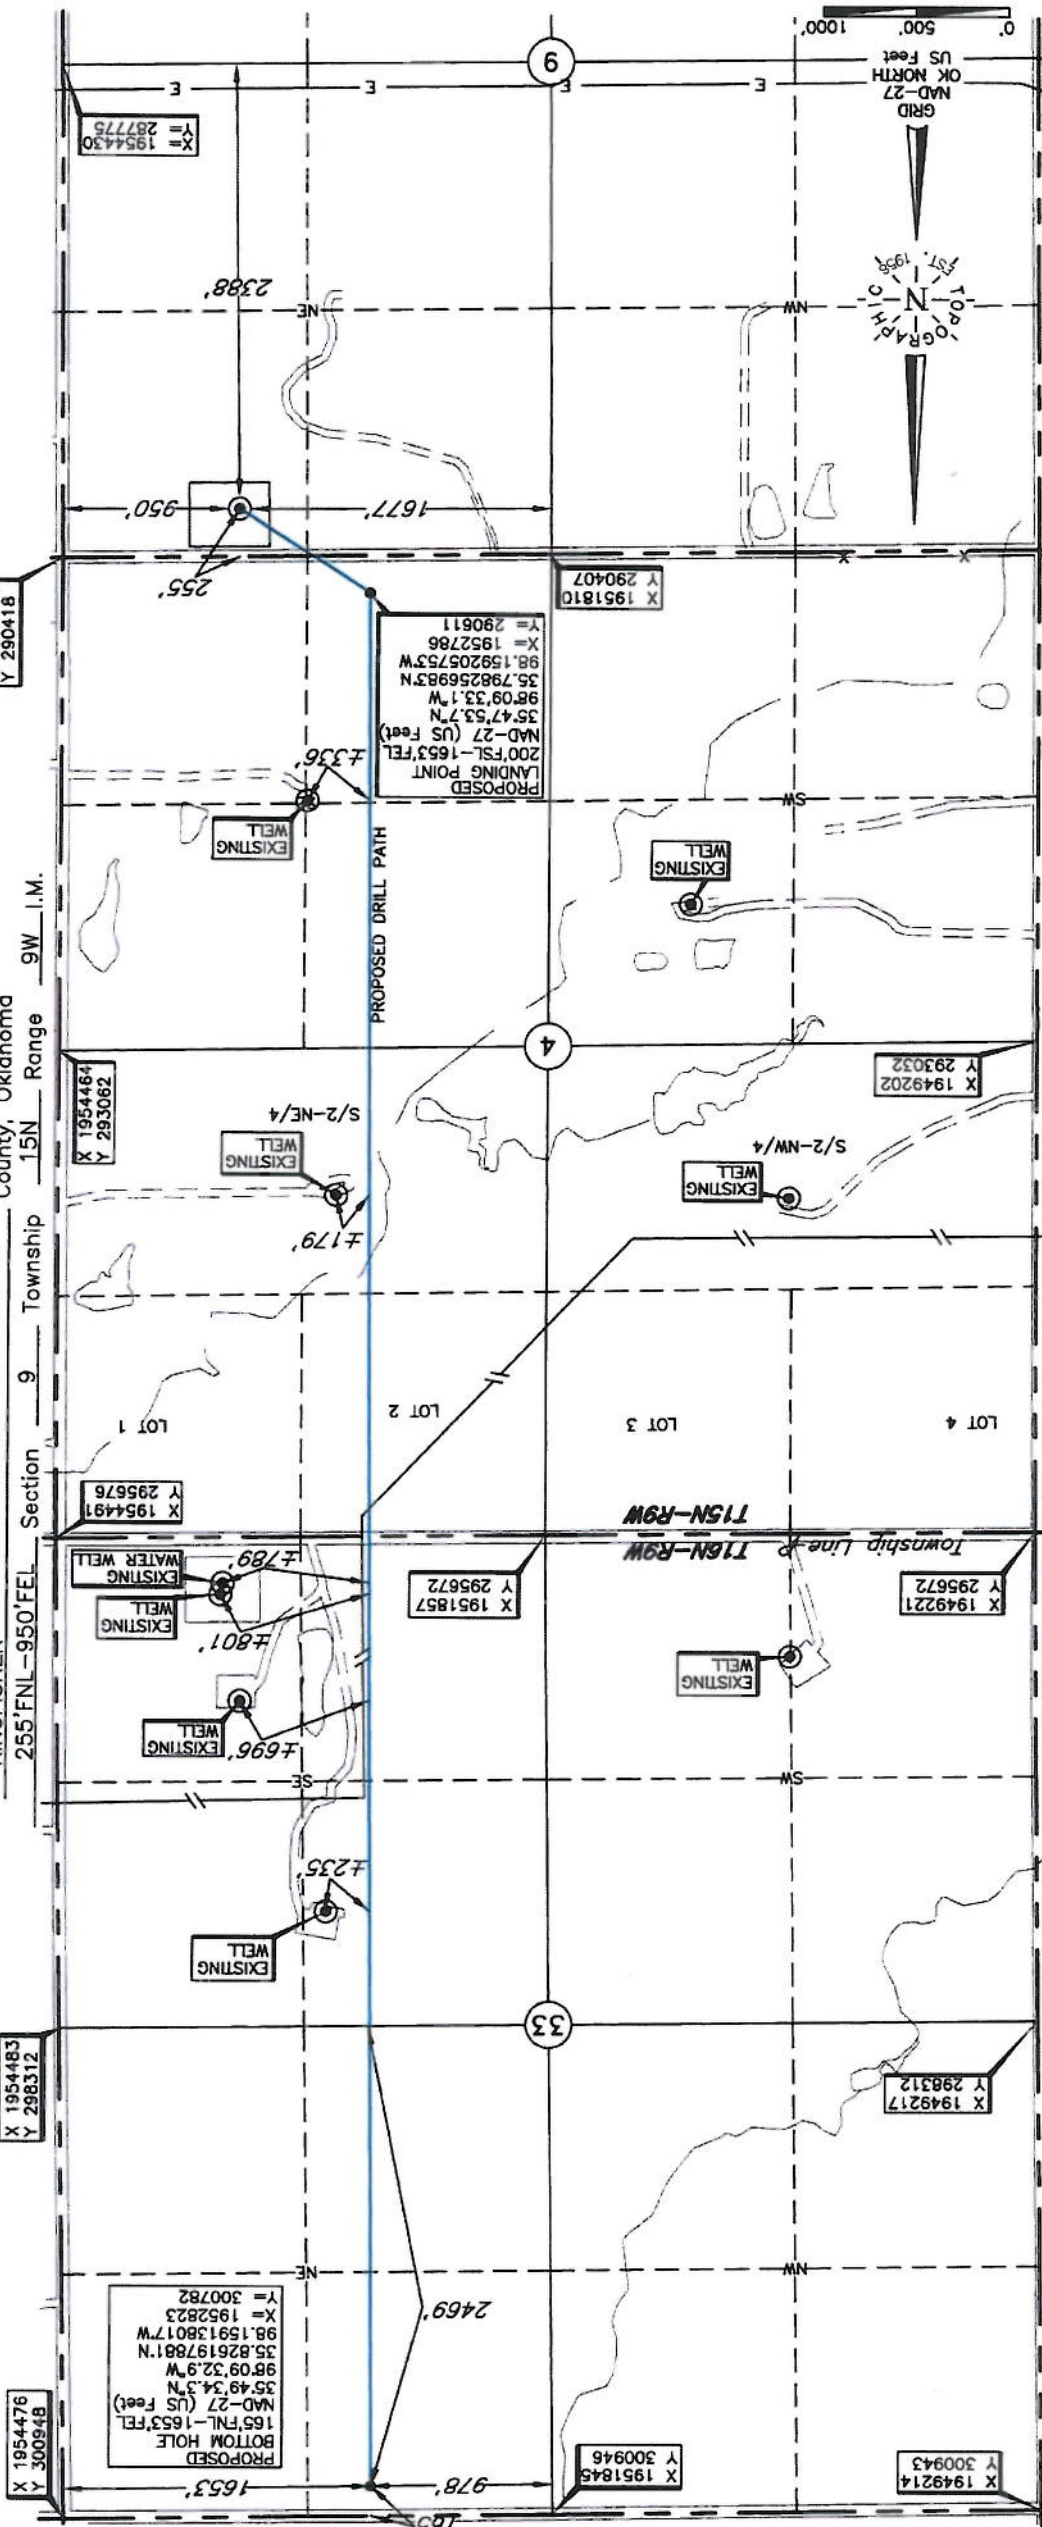 165'
X 1949214
Y 300943
X 1951845
Y 300946
978'
1653'
X 1954476
Y 300948
PROPOSED
BOTTOM HOLE
165'FNL-1653'FEL
NAD-27 (US Feet)
35°49'34.3"N
98°09'32.9"W
35.826197881°N
98.159138017°W
X= 1952823
Y= 300782
2469'
NW
NE
X 1949217
Y 298312
33
X 1954483
Y 298312
EXISTING
WELL
±235'
SW
SE
EXISTING
WELL
±696'
EXISTING
WELL
±801'
EXISTING
WELL
EXISTING
WATER WELL
±789'
X 1949221
Y 295672
X 1951857
Y 295672
Township Line
T16N-R9W
T15N-R9W
X 1954491
Y 295676
LOT 4
LOT 3
LOT 2
LOT 1
S/2-NW/4
EXISTING
WELL
±179'
EXISTING
WELL
S/2-NE/4
X 1949202
Y 293032
4
X 1954464
Y 293062
PROPOSED DRILL PATH
EXISTING
WELL
EXISTING
WELL
SW
±336'
PROPOSED
LANDING POINT
200'FSL-1653'FEL
NAD-27 (US Feet)
35°47'53.7"N
98°09'33.1"W
35.798256983°N
98.159205753°W
X= 1952786
Y= 290611
X 1951810
Y 290407
Y 290418
X
X
255'
1677'
950'
2388'
NW
NE
TOPOGRAPHIC
N
EST. 1956
GRID
NAD-27
OK NORTH
US Feet
0'
500'
1000'
X= 1954430
Y= 287775
E
E
E
E
9
County, Oklahoma
255'FNL-950'FEL Section 9 Township 15N Range 9W I.M.